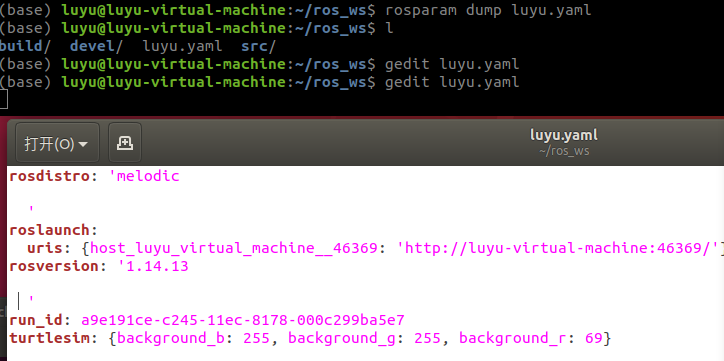 (base) luyu@luyu-virtual-machine:~/ros_ws$ rosparam dump luyu.yaml
(base) luyu@luyu-virtual-machine:~/ros_ws$ l
build/  devel/  luyu.yaml  src/
(base) luyu@luyu-virtual-machine:~/ros_ws$ gedit luyu.yaml
(base) luyu@luyu-virtual-machine:~/ros_ws$ gedit luyu.yaml
打开(O)
luyu.yaml
~/ros_ws
rosdistro: 'melodic
  '
roslaunch:
  uris: {host_luyu_virtual_machine__46369: 'http://luyu-virtual-machine:46369/'}
rosversion: '1.14.13
  '
run_id: a9e191ce-c245-11ec-8178-000c299ba5e7
turtlesim: {background_b: 255, background_g: 255, background_r: 69}